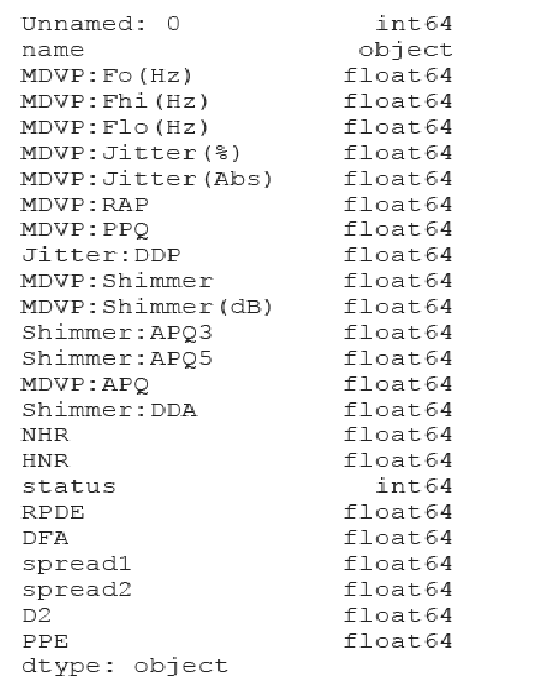 Unnamed: 0 int64
name object
MDVP:Fo(Hz) float64
MDVP:Fhi(Hz) float64
MDVP:Flo(Hz) float64
MDVP:Jitter(%) float64
MDVP:Jitter(Abs) float64
MDVP:RAP float64
MDVP:PPQ float64
Jitter:DDP float64
MDVP:Shimmer float64
MDVP:Shimmer(dB) float64
Shimmer:APQ3 float64
Shimmer:APQ5 float64
MDVP:APQ float64
Shimmer:DDA float64
NHR float64
HNR float64
status int64
RPDE float64
DFA float64
spread1 float64
spread2 float64
D2 float64
PPE float64
dtype: object